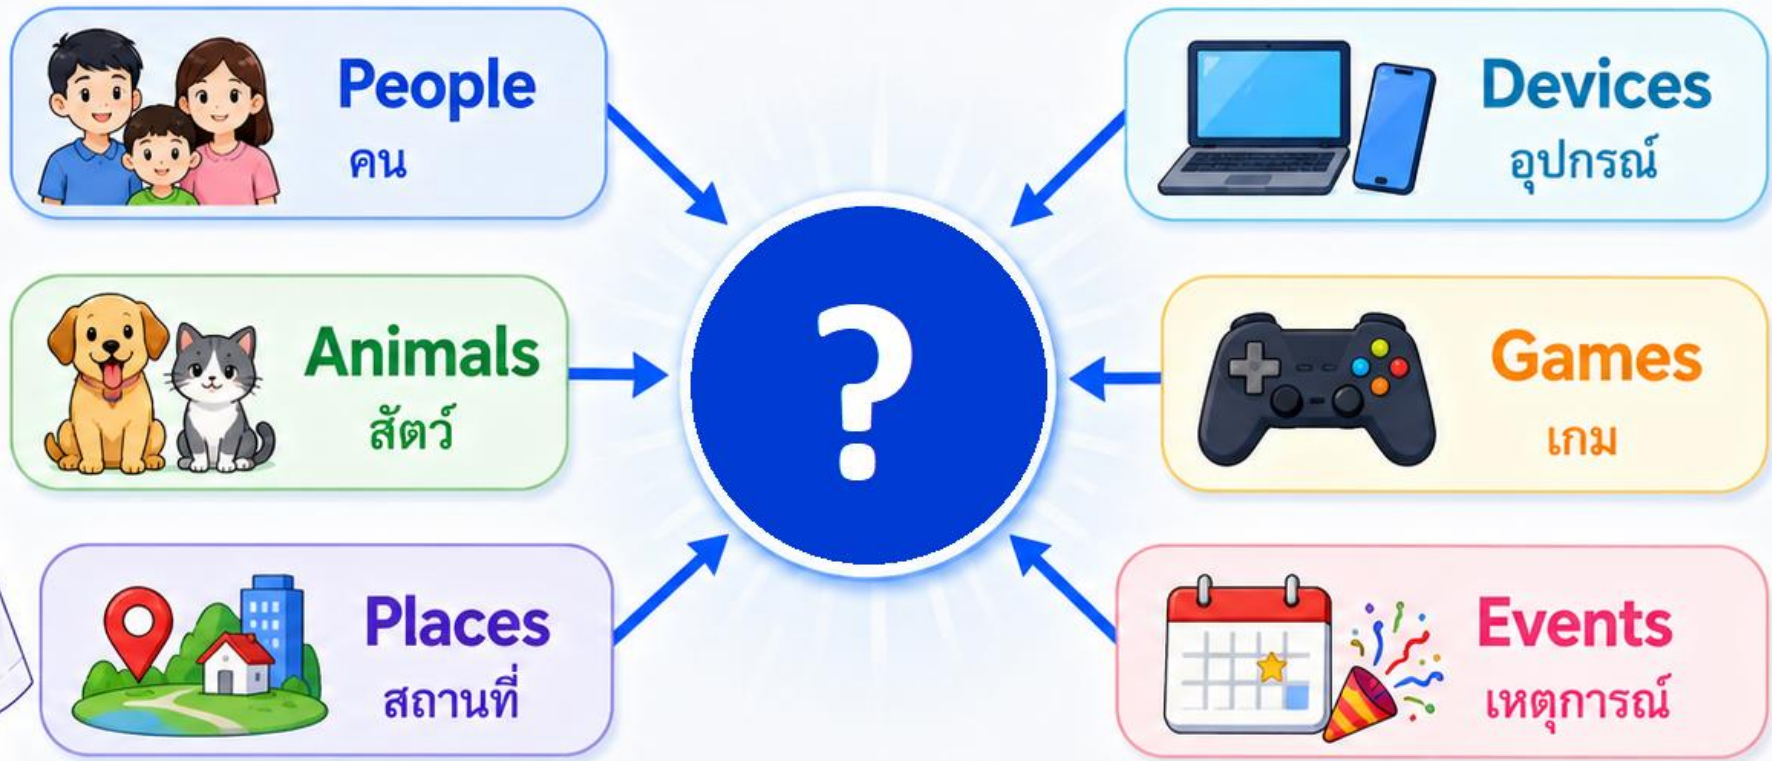 People
คน
Animals
สัตว์
Places
สถานที่
?
Devices
อุปกรณ์
Games
เกม
Events
เหตุการณ์